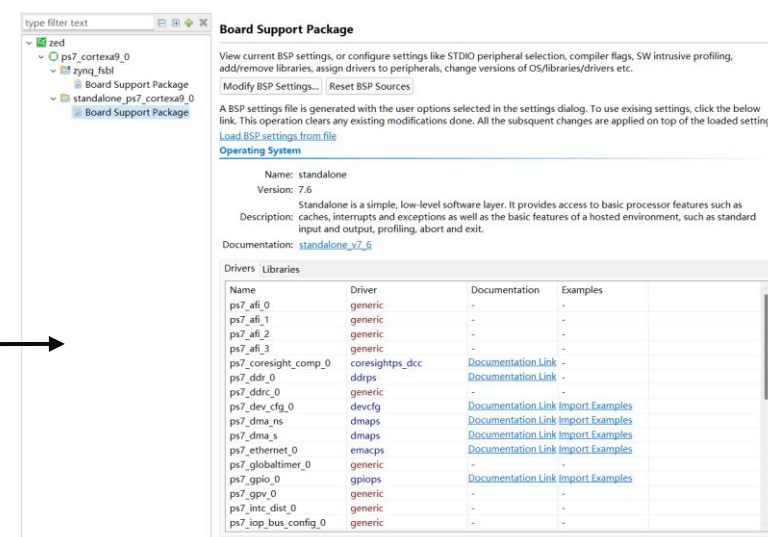 type filter text
zed
ps7_cortexa9_0
zynq_fsbl
Board Support Package
standalone_ps7_cortexa9_0
Board Support Package
Board Support Package
View current BSP settings, or configure settings like STDIO peripheral selection, compiler flags, SW intrusive profiling,
add/remove libraries, assign drivers to peripherals, change versions of OS/libraries/drivers etc.
Modify BSP Settings... Reset BSP Sources
A BSP settings file is generated with the user options selected in the settings dialog. To use exising settings, click the below
link. This operation clears any existing modifications done. All the subsquent changes are applied on top of the loaded setting
Load BSP settings from file
Operating System
Name: standalone
Version: 7.6
Standalone is a simple, low-level software layer. It provides access to basic processor features such as
Description: caches, interrupts and exceptions as well as the basic features of a hosted environment, such as standard
input and output, profiling, abort and exit.
Documentation: standalone_v7_6
Drivers Libraries
Name Driver Documentation Examples
ps7_afi_0 generic - -
ps7_afi_1 generic - -
ps7_afi_2 generic - -
ps7_afi_3 generic - -
ps7_coresight_comp_0 coresightps_dcc Documentation Link -
ps7_ddr_0 ddrps Documentation Link -
ps7_ddrc_0 generic - -
ps7_dev_cfg_0 devcfg Documentation Link Import Examples
ps7_dma_ns dmaps Documentation Link Import Examples
ps7_dma_s dmaps Documentation Link Import Examples
ps7_ethernet_0 emacps Documentation Link Import Examples
ps7_globaltimer_0 generic - -
ps7_gpio_0 gpiops Documentation Link Import Examples
ps7_gpv_0 generic - -
ps7_intc_dist_0 generic - -
ps7_iop_bus_config_0 generic - -